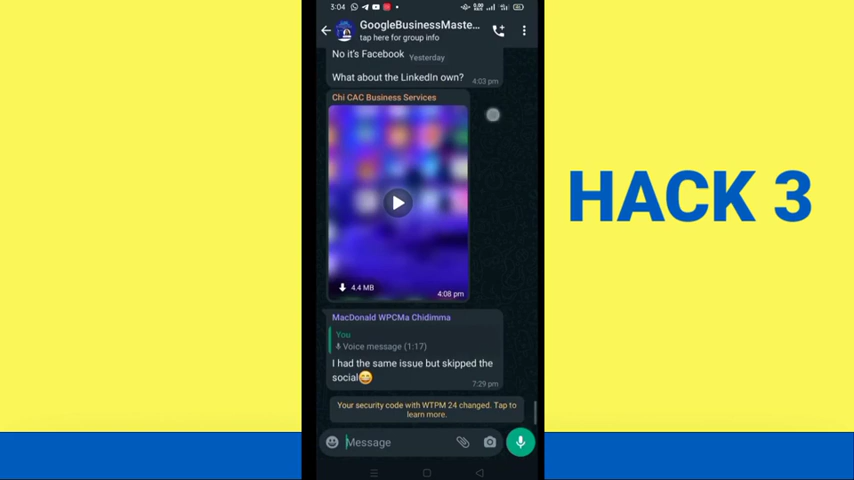 3:04
GoogleBusinessMaste...
tap here for group info
No it's Facebook
Yesterday
What about the LinkedIn own?
4:03 pm
Chi CAC Business Services
4.4 MB
4:08 pm
MacDonald WPCMa Chidimma
You
Voice message (1:17)
I had the same issue but skipped the
social😄
7:29 pm
Your security code with WTPM 24 changed. Tap to
learn more.
Message
HACK 3